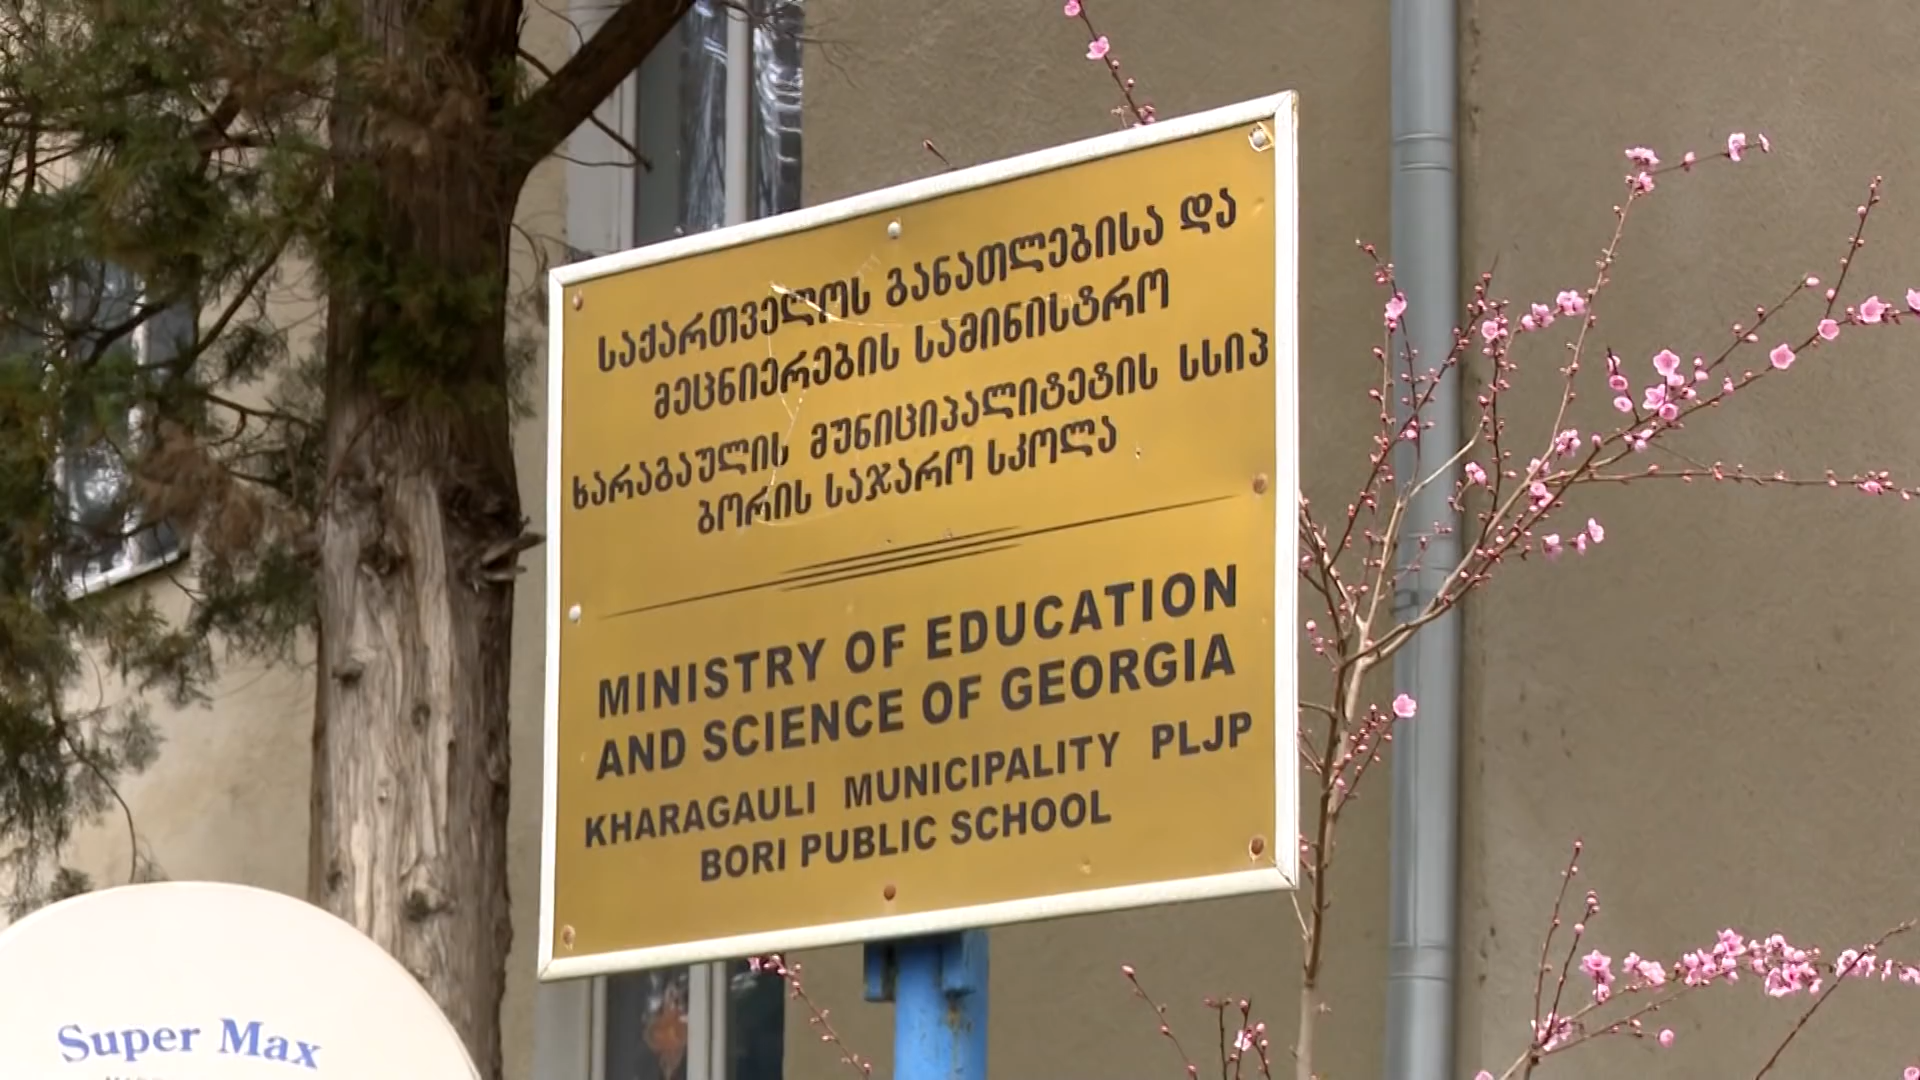 საქართველოს განათლებისა და
მეცნიერების სამინისტრო
ხარაგაულის მუნიციპალიტეტის სსიპ
ბორის საჯარო სკოლა
MINISTRY OF EDUCATION
AND SCIENCE OF GEORGIA
KHARAGAULI MUNICIPALITY PLJP
BORI PUBLIC SCHOOL
Super Max